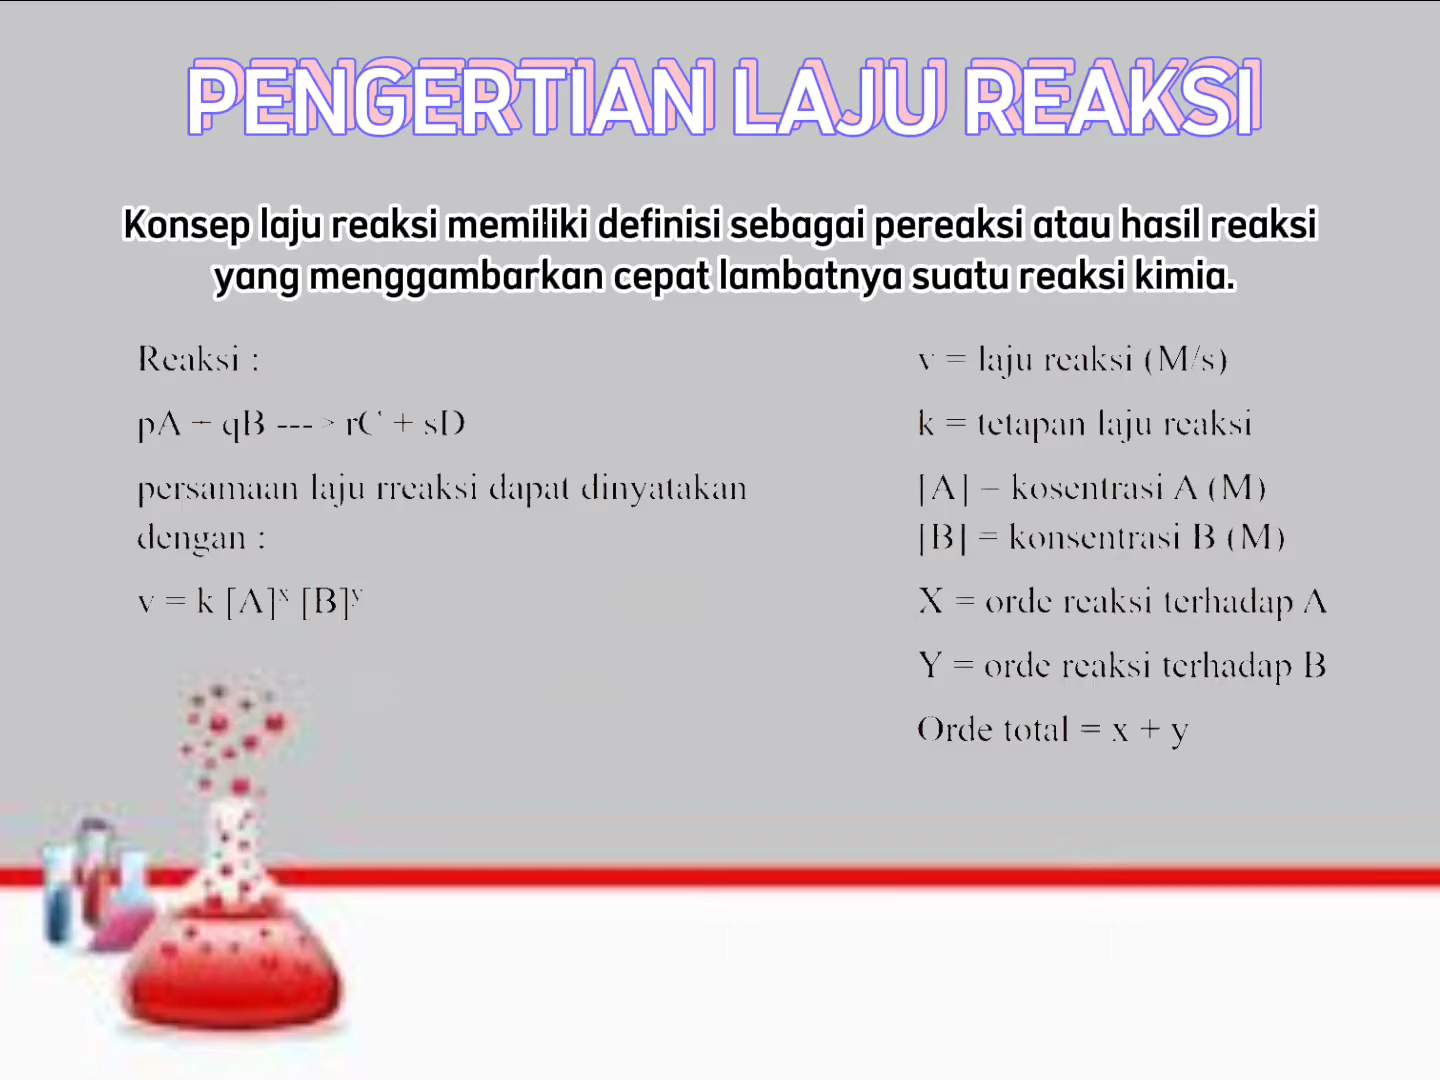 PENGERTIAN LAJU REAKSI
Konsep laju reaksi memiliki definisi sebagai pereaksi atau hasil reaksi
yang menggambarkan cepat lambatnya suatu reaksi kimia.
Reaksi :
pA + qB --- > rC + sD
persamaan laju rreaksi dapat dinyatakan
dengan :
v = k [A]ˣ [B]ʸ
v = laju reaksi (M/s)
k = tetapan laju reaksi
[A] = kosentrasi A (M)
[B] = konsentrasi B (M)
X = orde reaksi terhadap A
Y = orde reaksi terhadap B
Orde total = x + y